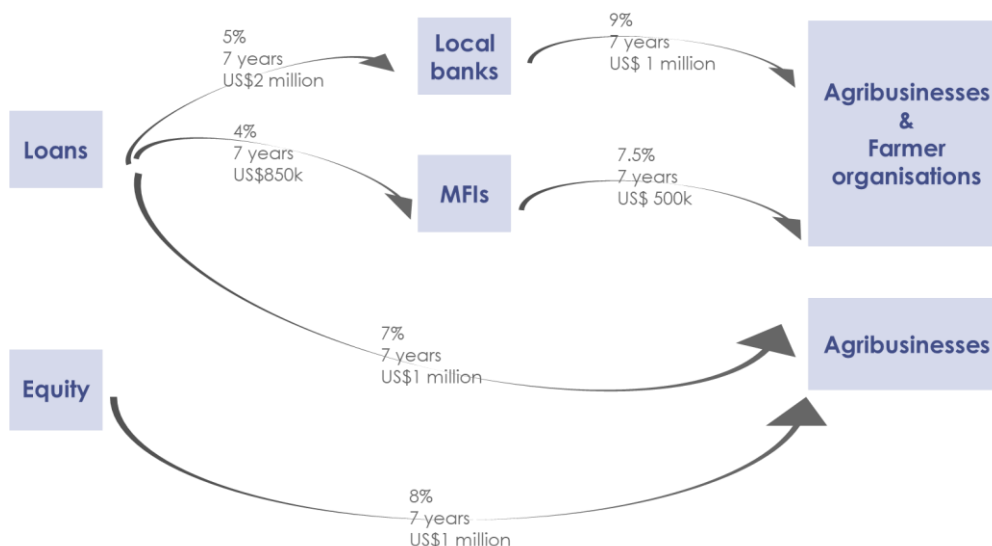 5%
7 years
US$2 million
Local
banks
9%
7 years
US$ 1 million
Agribusinesses
&
Farmer
organisations
Loans
4%
7 years
US$850k
MFIs
7.5%
7 years
US$ 500k
7%
7 years
US$1 million
Agribusinesses
Equity
8%
7 years
US$1 million